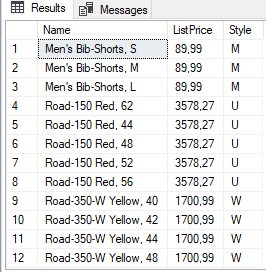 Results Messages
Name ListPrice Style
1 Men's Bib-Shorts, S 89,99 M
2 Men's Bib-Shorts, M 89,99 M
3 Men's Bib-Shorts, L 89,99 M
4 Road-150 Red, 62 3578,27 U
5 Road-150 Red, 44 3578,27 U
6 Road-150 Red, 48 3578,27 U
7 Road-150 Red, 52 3578,27 U
8 Road-150 Red, 56 3578,27 U
9 Road-350-W Yellow, 40 1700,99 W
10 Road-350-W Yellow, 42 1700,99 W
11 Road-350-W Yellow, 44 1700,99 W
12 Road-350-W Yellow, 48 1700,99 W